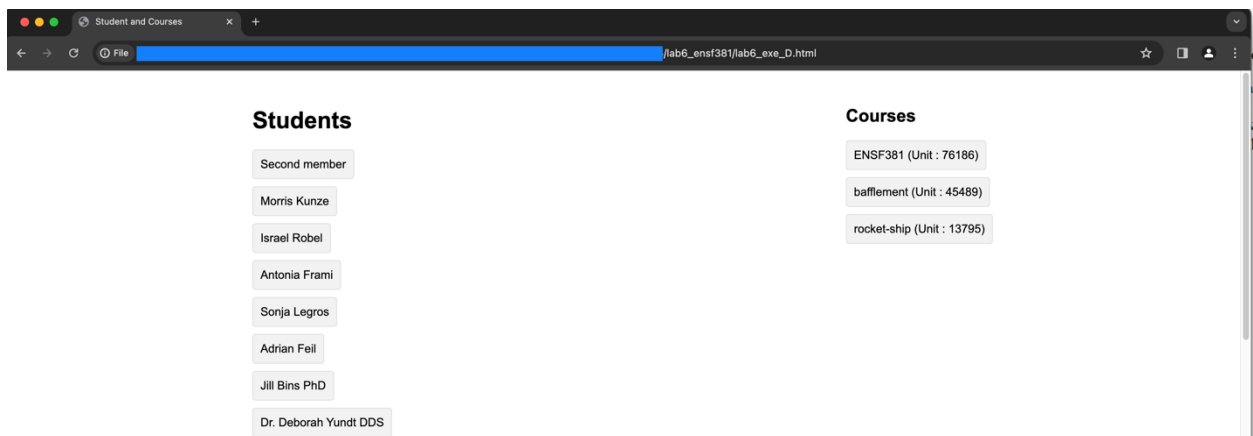 Student and Courses
File
/lab6_ensf381/lab6_exe_D.html
Students
Second member
Morris Kunze
Israel Robel
Antonia Frami
Sonja Legros
Adrian Feil
Jill Bins PhD
Dr. Deborah Yundt DDS
Courses
ENSF381 (Unit : 76186)
bafflement (Unit : 45489)
rocket-ship (Unit : 13795)